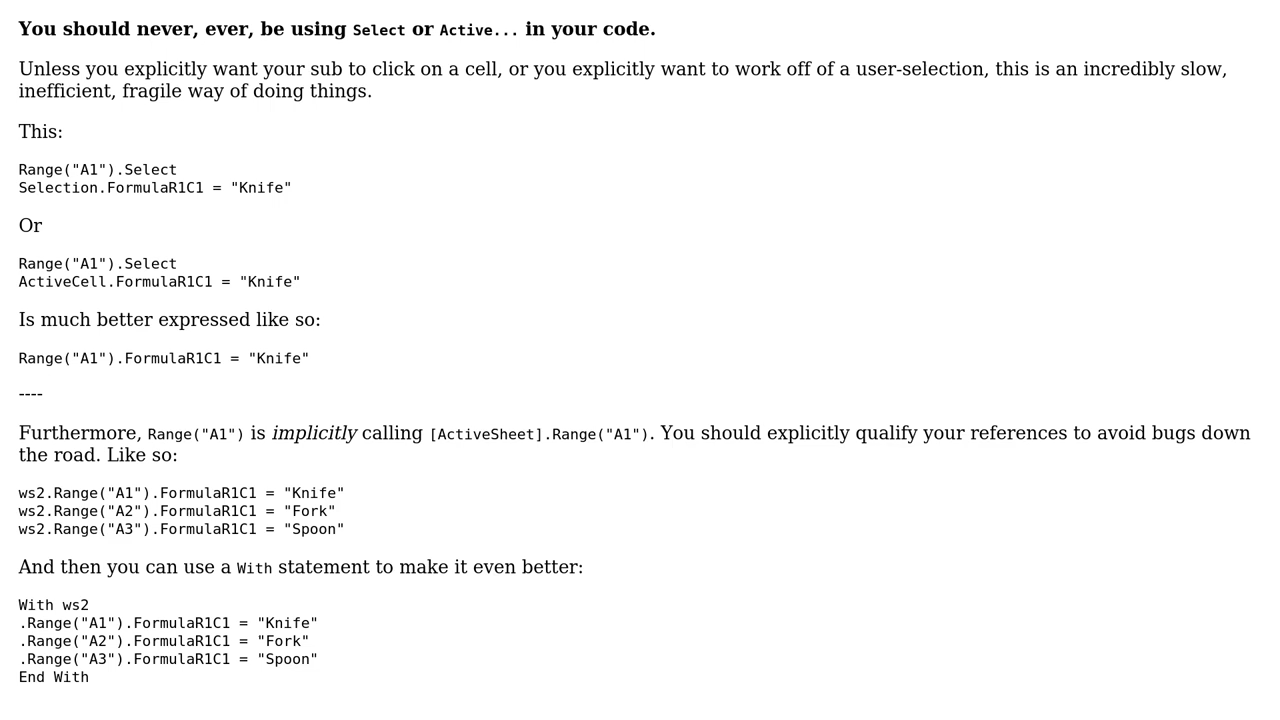 You should never, ever, be using Select or Active... in your code.
Unless you explicitly want your sub to click on a cell, or you explicitly want to work off of a user-selection, this is an incredibly slow,
inefficient, fragile way of doing things.
This:
Range("A1").Select
Selection.FormulaR1C1 = "Knife"
Or
Range("A1").Select
ActiveCell.FormulaR1C1 = "Knife"
Is much better expressed like so:
Range("A1").FormulaR1C1 = "Knife"
----
Furthermore, Range("A1") is implicitly calling [ActiveSheet].Range("A1"). You should explicitly qualify your references to avoid bugs down
the road. Like so:
ws2.Range("A1").FormulaR1C1 = "Knife"
ws2.Range("A2").FormulaR1C1 = "Fork"
ws2.Range("A3").FormulaR1C1 = "Spoon"
And then you can use a With statement to make it even better:
With ws2
.Range("A1").FormulaR1C1 = "Knife"
.Range("A2").FormulaR1C1 = "Fork"
.Range("A3").FormulaR1C1 = "Spoon"
End With